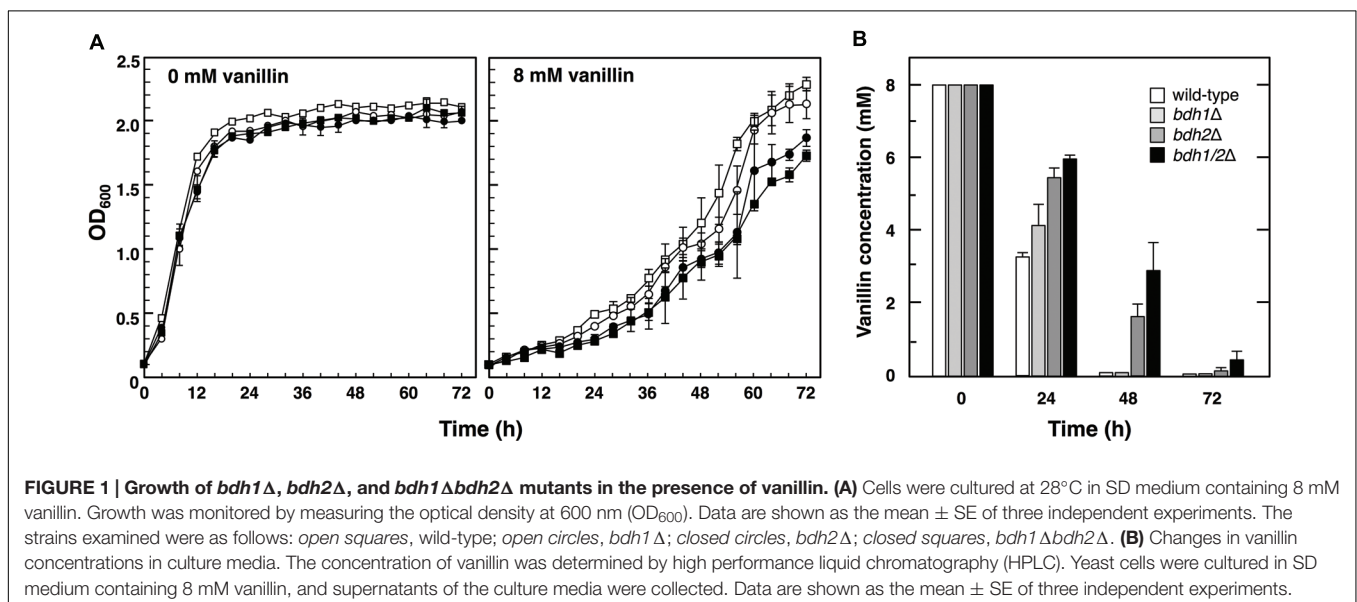 A
B
0 mM vanillin
8 mM vanillin
2.5
2.0
1.5
1.0
0.5
0
OD600
0 12 24 36 48 60 72
0 12 24 36 48 60 72
Time (h)
Vanillin concentration (mM)
8
6
4
2
0
wild-type
bdh1Δ
bdh2Δ
bdh1/2Δ
0 24 48 72
Time (h)
FIGURE 1 | Growth of bdh1Δ, bdh2Δ, and bdh1Δbdh2Δ mutants in the presence of vanillin. (A) Cells were cultured at 28°C in SD medium containing 8 mM
vanillin. Growth was monitored by measuring the optical density at 600 nm (OD600). Data are shown as the mean ± SE of three independent experiments. The
strains examined were as follows: open squares, wild-type; open circles, bdh1Δ; closed circles, bdh2Δ; closed squares, bdh1Δbdh2Δ. (B) Changes in vanillin
concentrations in culture media. The concentration of vanillin was determined by high performance liquid chromatography (HPLC). Yeast cells were cultured in SD
medium containing 8 mM vanillin, and supernatants of the culture media were collected. Data are shown as the mean ± SE of three independent experiments.